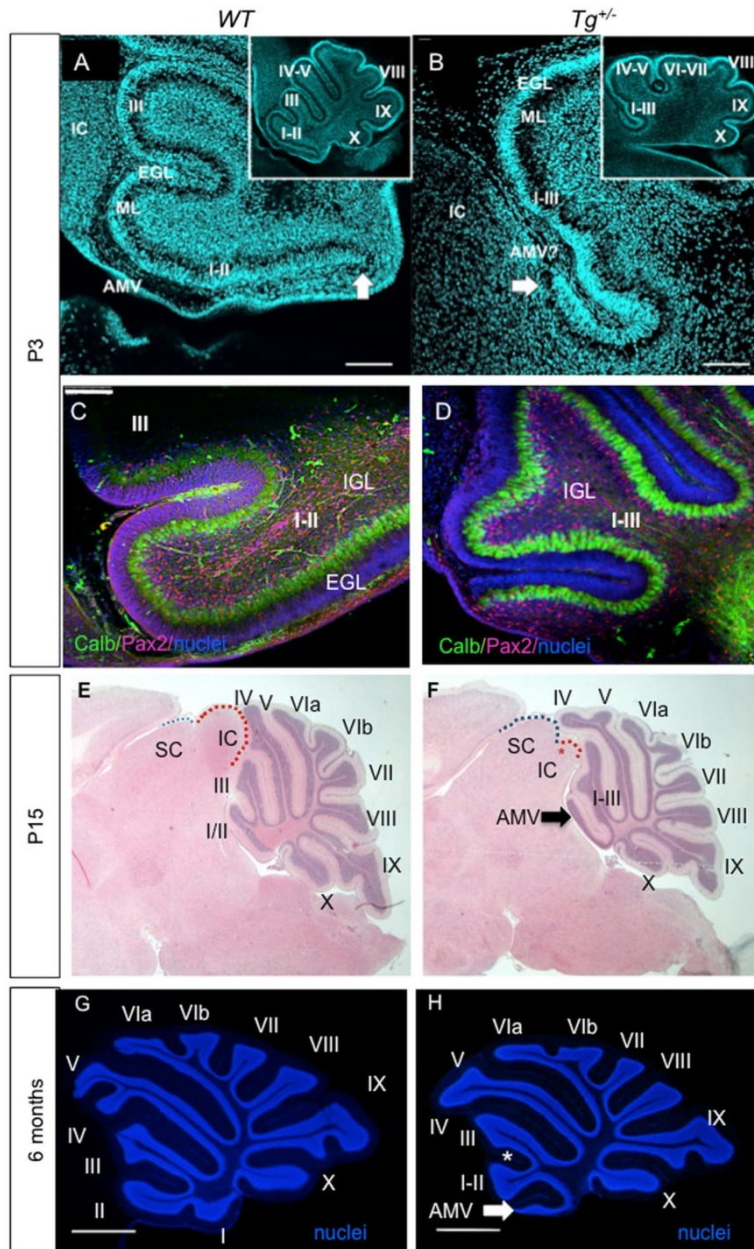 WT
Tg+/-
P3
A
IV-V
VIII
III
IX
I-II
X
III
IC
EGL
ML
I-II
AMV
B
IV-V
VI-VII
VIII
I-III
IX
X
EGL
ML
IC
I-III
AMV?
C
III
IGL
I-II
EGL
Calb/Pax2/nuclei
D
IGL
I-III
Calb/Pax2/nuclei
P15
E
IV
V
VIa
VIb
SC
IC
VII
III
VIII
I/II
IX
X
F
IV
V
VIa
VIb
SC
*
IC
VII
I-III
AMV
VIII
IX
X
6 months
G
VIa
VIb
VII
VIII
V
IX
IV
III
X
II
I
nuclei
H
VIa
VIb
VII
VIII
V
IX
IV
III
*
I-II
X
AMV
nuclei